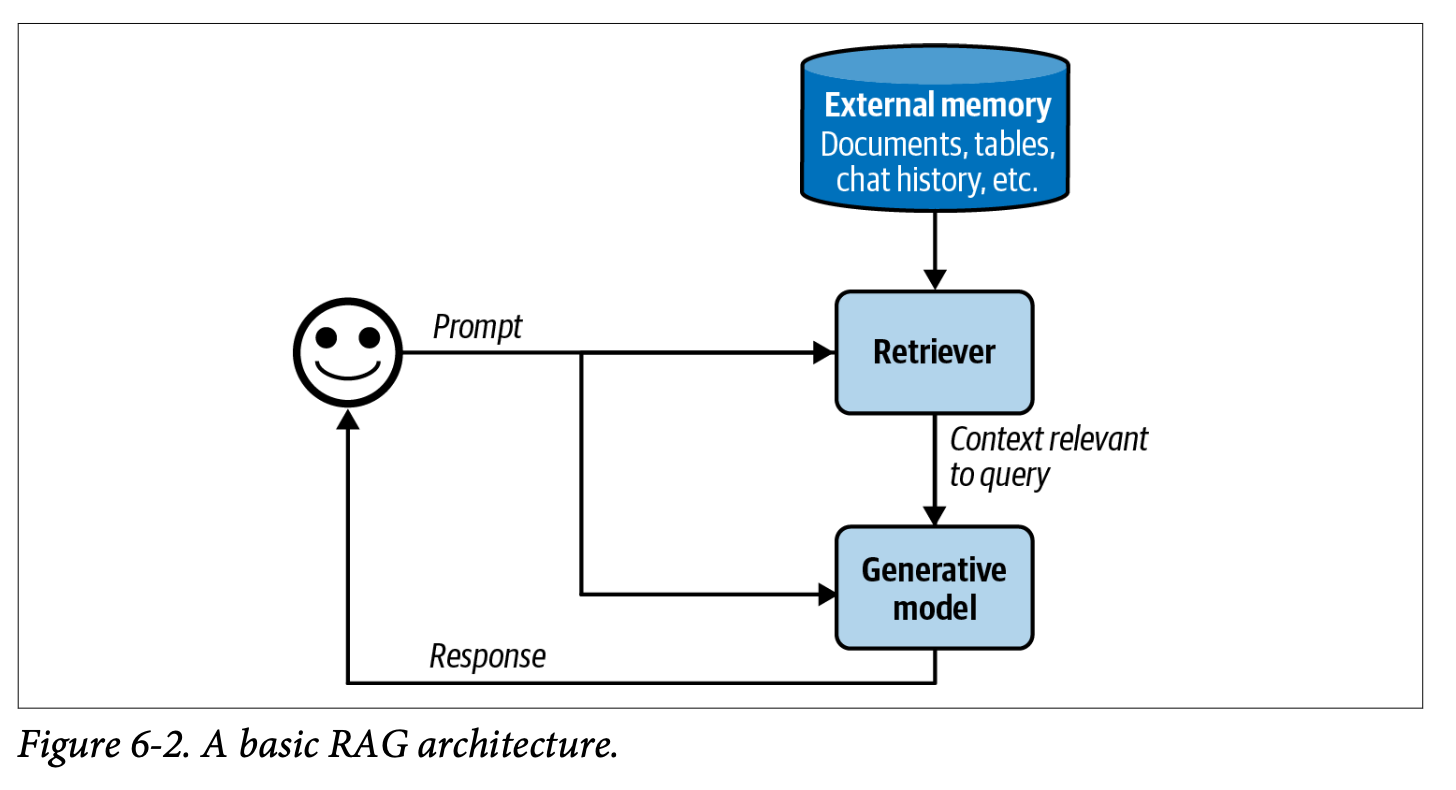 External memory
Documents, tables,
chat history, etc.
Prompt
Retriever
Context relevant
to query
Generative
model
Response
Figure 6-2. A basic RAG architecture.